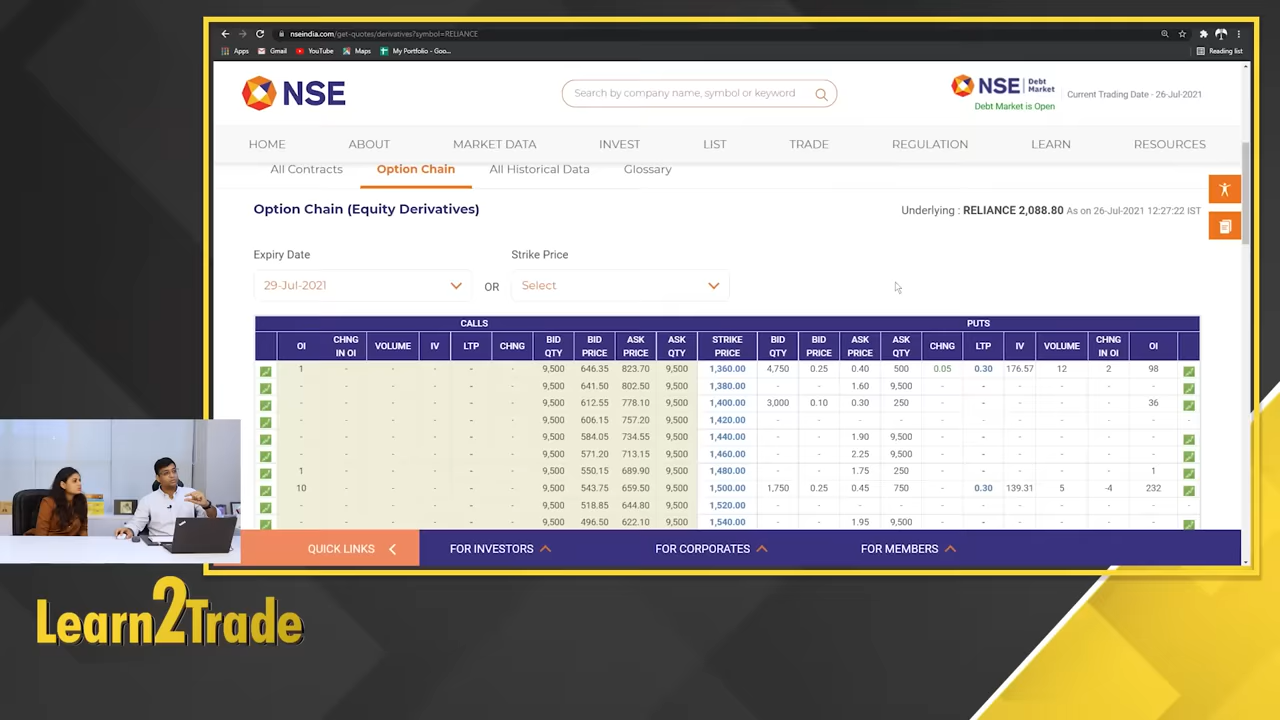 nseindia.com/get-quotes/derivatives?symbol=RELIANCE
Apps Gmail YouTube Maps My Portfolio - Goo... Reading list
NSE
Search by company name, symbol or keyword
NSE Debt Market
Debt Market is Open
Current Trading Date - 26-Jul-2021
HOME ABOUT MARKET DATA INVEST LIST TRADE REGULATION LEARN RESOURCES
All Contracts Option Chain All Historical Data Glossary
Option Chain (Equity Derivatives)
Underlying : RELIANCE 2,088.80 As on 26-Jul-2021 12:27:22 IST
Expiry Date Strike Price
29-Jul-2021 OR Select
CALLS PUTS
OI CHNG IN OI VOLUME IV LTP CHNG BID QTY BID PRICE ASK PRICE ASK QTY STRIKE PRICE BID QTY BID PRICE ASK PRICE ASK QTY CHNG LTP IV VOLUME CHNG IN OI OI
1 - - - - - 9,500 646.35 823.70 9,500 1,360.00 4,750 0.25 0.40 500 0.05 0.30 176.57 12 2 98
- - - - - - 9,500 641.50 802.50 9,500 1,380.00 - - 1.60 9,500 - - - - - -
- - - - - - 9,500 612.55 778.10 9,500 1,400.00 3,000 0.10 0.30 250 - - - - - 36
- - - - - - 9,500 606.15 757.20 9,500 1,420.00 - - - - - - - - - -
- - - - - - 9,500 584.05 734.55 9,500 1,440.00 - - 1.90 9,500 - - - - - -
- - - - - - 9,500 571.20 713.15 9,500 1,460.00 - - 2.25 9,500 - - - - - -
1 - - - - - 9,500 550.15 689.90 9,500 1,480.00 - - 1.75 250 - - - - - 1
10 - - - - - 9,500 543.75 659.50 9,500 1,500.00 1,750 0.25 0.45 750 - 0.30 139.31 5 -4 232
- - - - - - 9,500 518.85 644.80 9,500 1,520.00 - - - - - - - - - -
- - - - - - 9,500 496.50 622.10 9,500 1,540.00 - - 1.95 9,500 - - - - - -
QUICK LINKS FOR INVESTORS FOR CORPORATES FOR MEMBERS
Learn2Trade